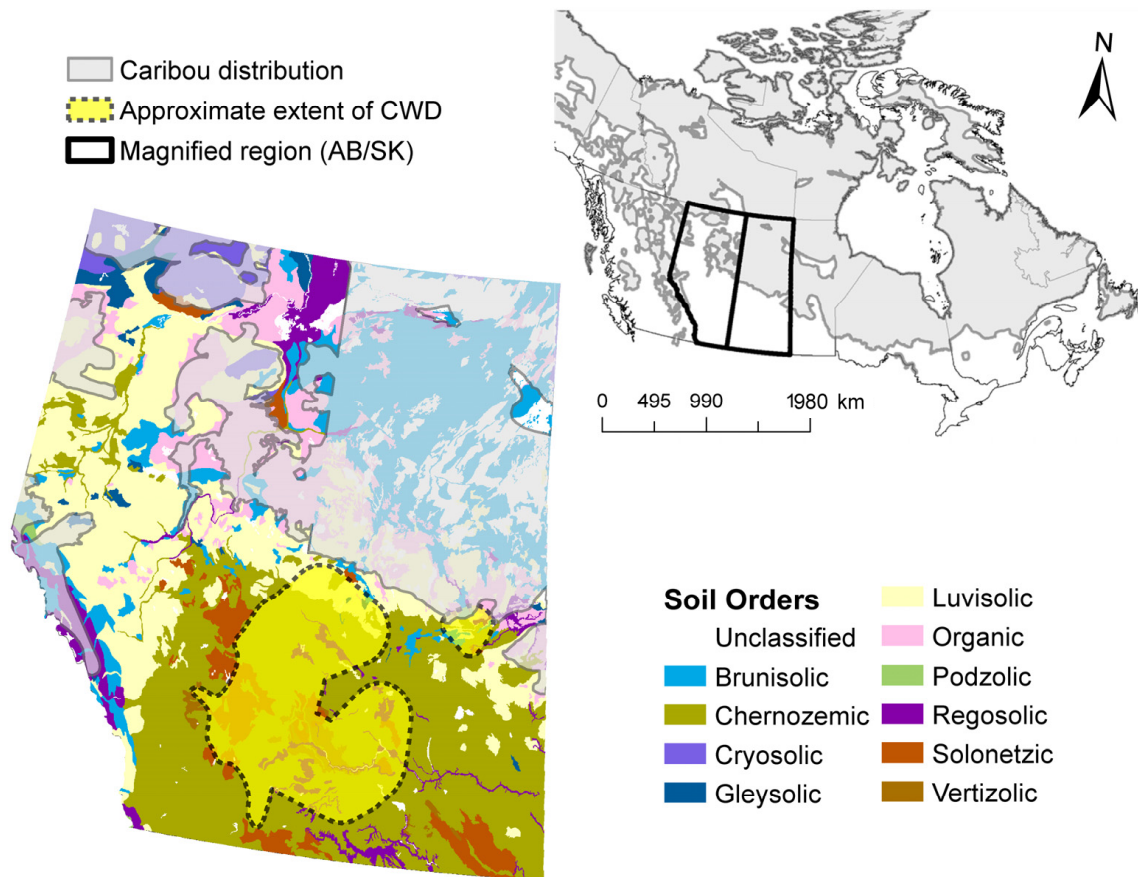 Caribou distribution
Approximate extent of CWD
Magnified region (AB/SK)
N
0 495 990 1980 km
Soil Orders
Unclassified
Brunisolic
Chernozemic
Cryosolic
Gleysolic
Luvisolic
Organic
Podzolic
Regosolic
Solonetzic
Vertizolic